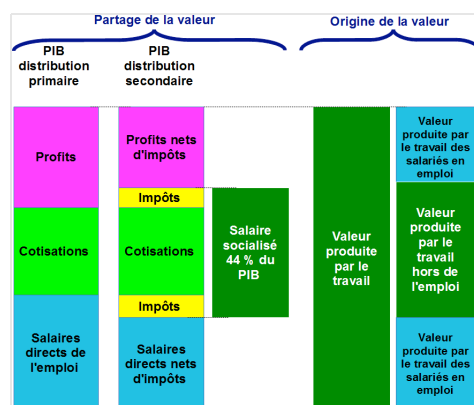 Partage de la valeur
Origine de la valeur
PIB
distribution
primaire
PIB
distribution
secondaire
Profits
Cotisations
Salaires
directs de
l'emploi
Profits nets
d'impôts
Impôts
Cotisations
Impôts
Salaires
directs nets
d'impôts
Salaire
socialisé
44 % du
PIB
Valeur
produite
par le
travail
Valeur
produite par
le travail des
salariés en
emploi
Valeur
produite
par le
travail
hors de
l'emploi
Valeur
produite par
le travail des
salariés en
emploi